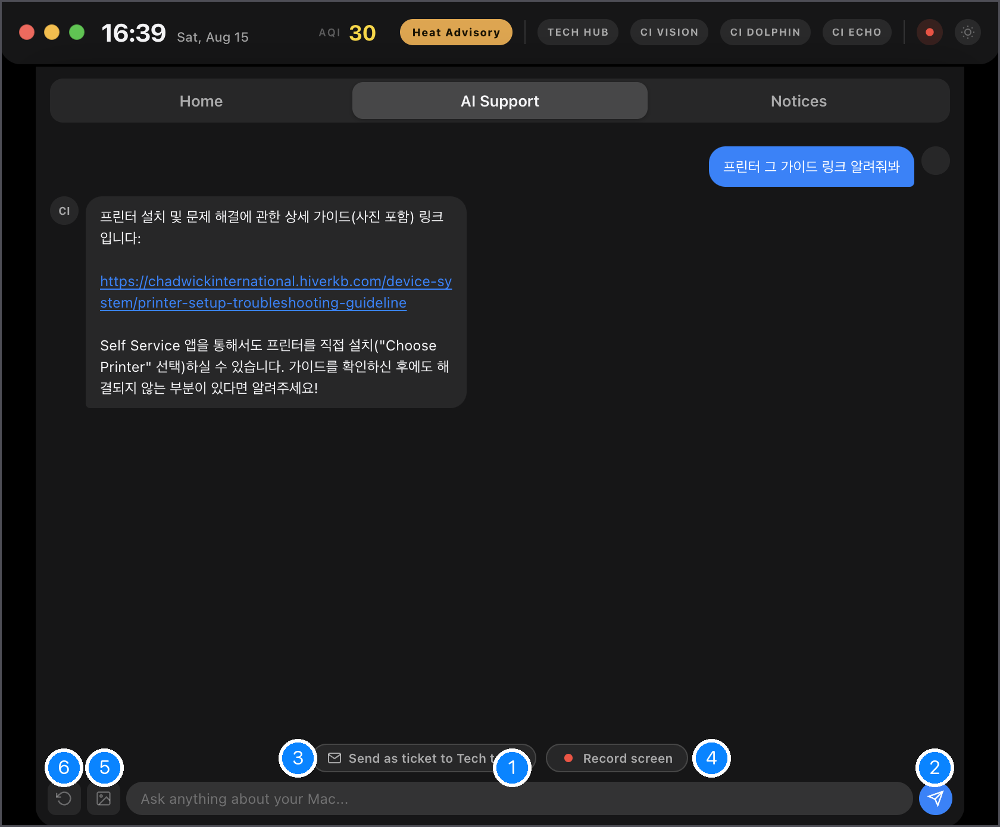 16:39 Sat, Aug 15 AQI 30 Heat Advisory TECH HUB CI VISION CI DOLPHIN CI ECHO
Home AI Support Notices
프린터 그 가이드 링크 알려줘봐
CI
프린터 설치 및 문제 해결에 관한 상세 가이드(사진 포함) 링크
입니다:
https://chadwickinternational.hiverkb.com/device-sy
stem/printer-setup-troubleshooting-guideline
Self Service 앱을 통해서도 프린터를 직접 설치("Choose
Printer" 선택)하실 수 있습니다. 가이드를 확인하신 후에도 해
결되지 않는 부분이 있다면 알려주세요!
3 Send as ticket to Tech 1 Record screen 4
6 5 2
Ask anything about your Mac...